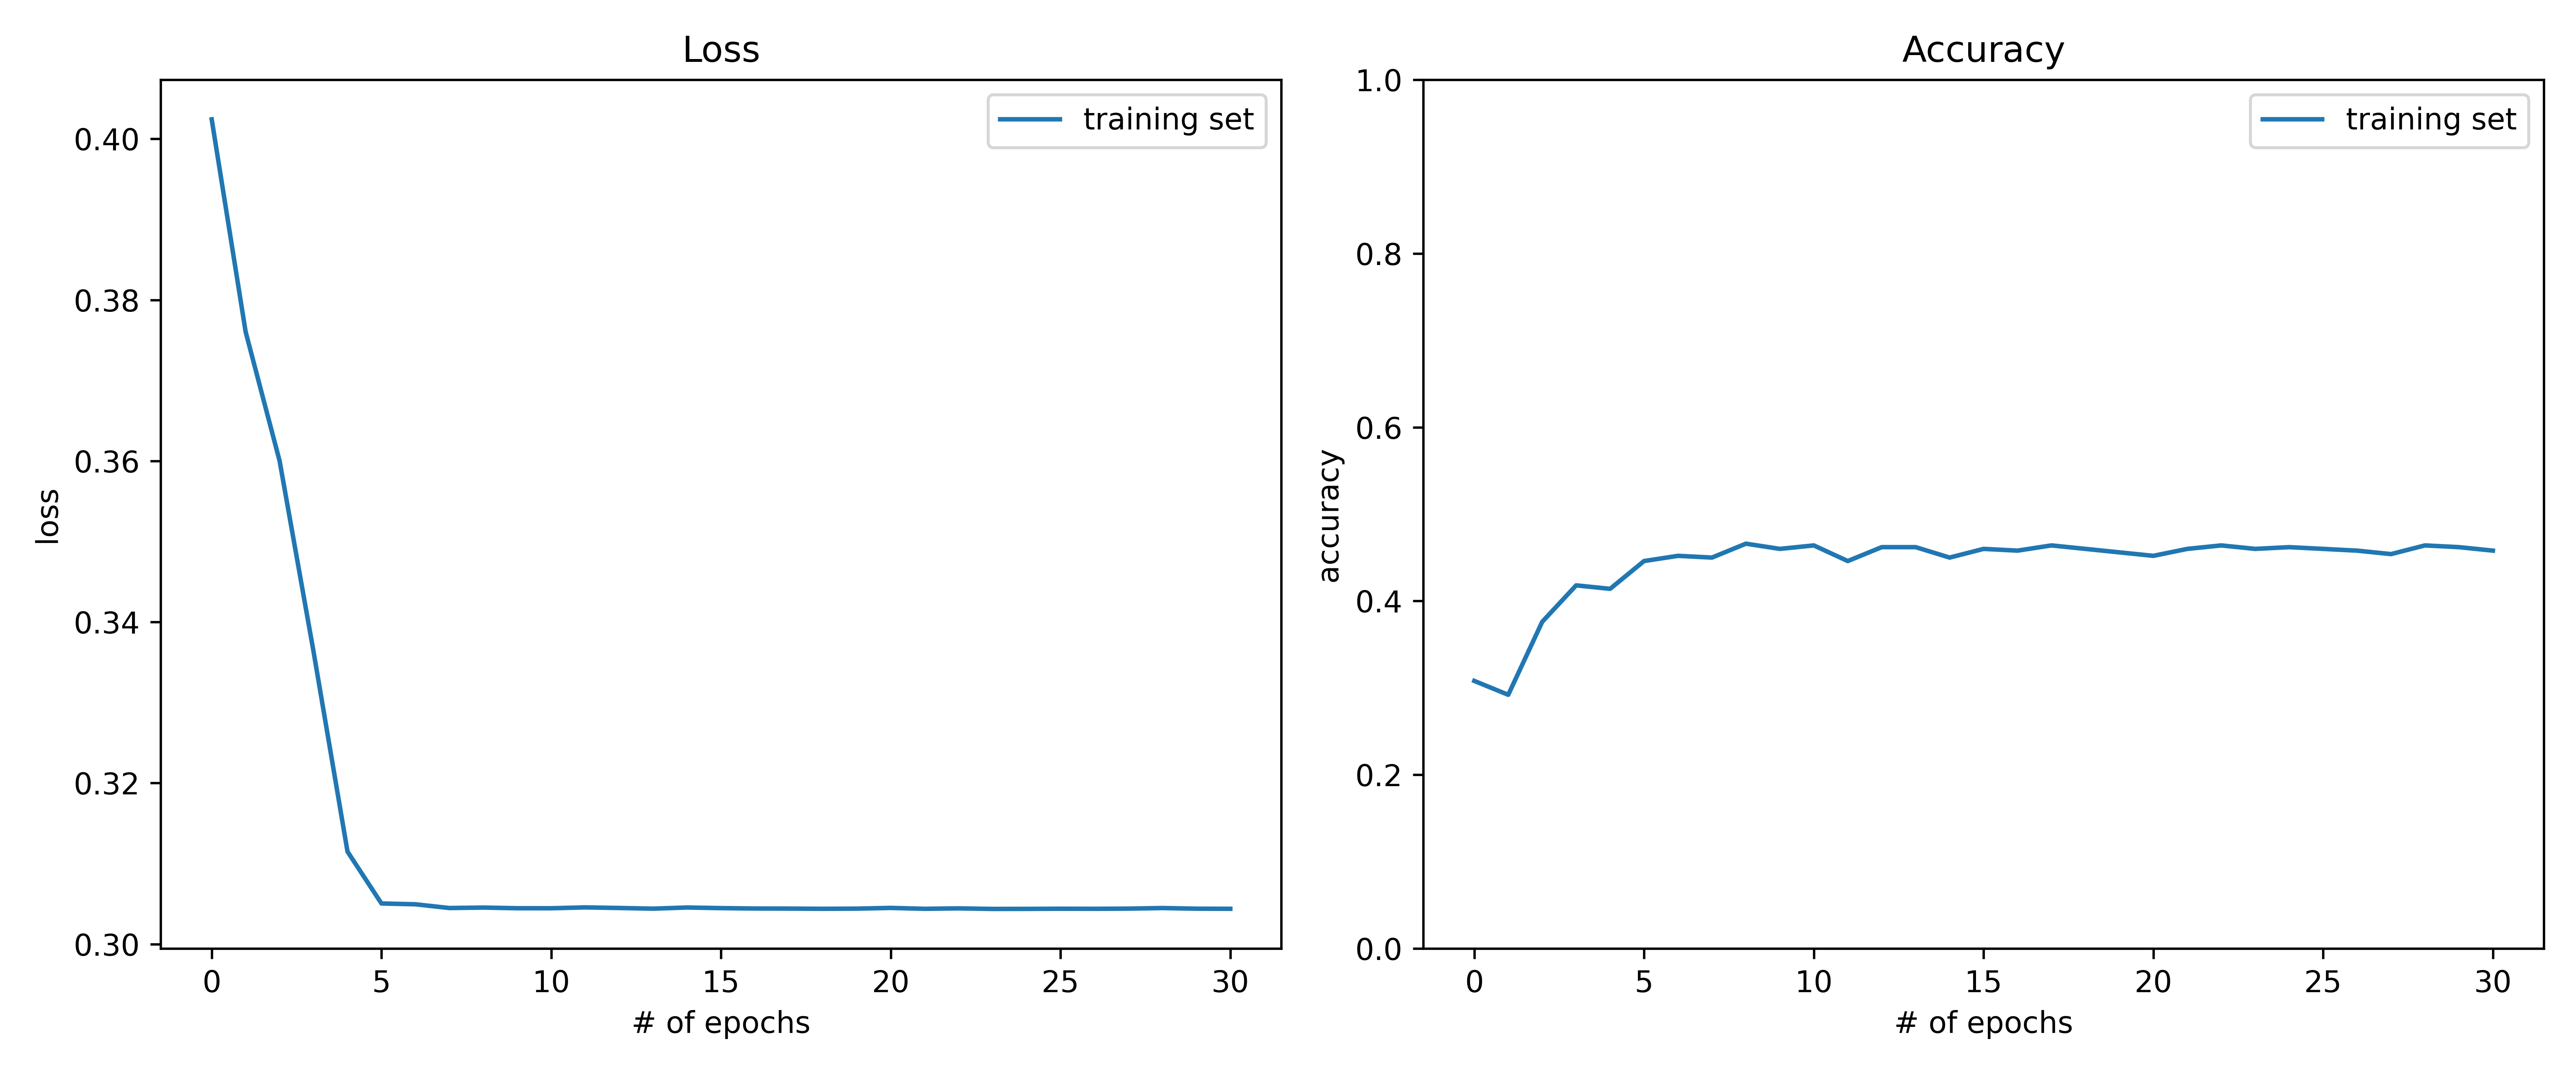 Loss
training set
0.40
0.38
0.36
0.34
0.32
0.30
loss
0 5 10 15 20 25 30
# of epochs
Accuracy
training set
1.0
0.8
0.6
0.4
0.2
0.0
accuracy
0 5 10 15 20 25 30
# of epochs